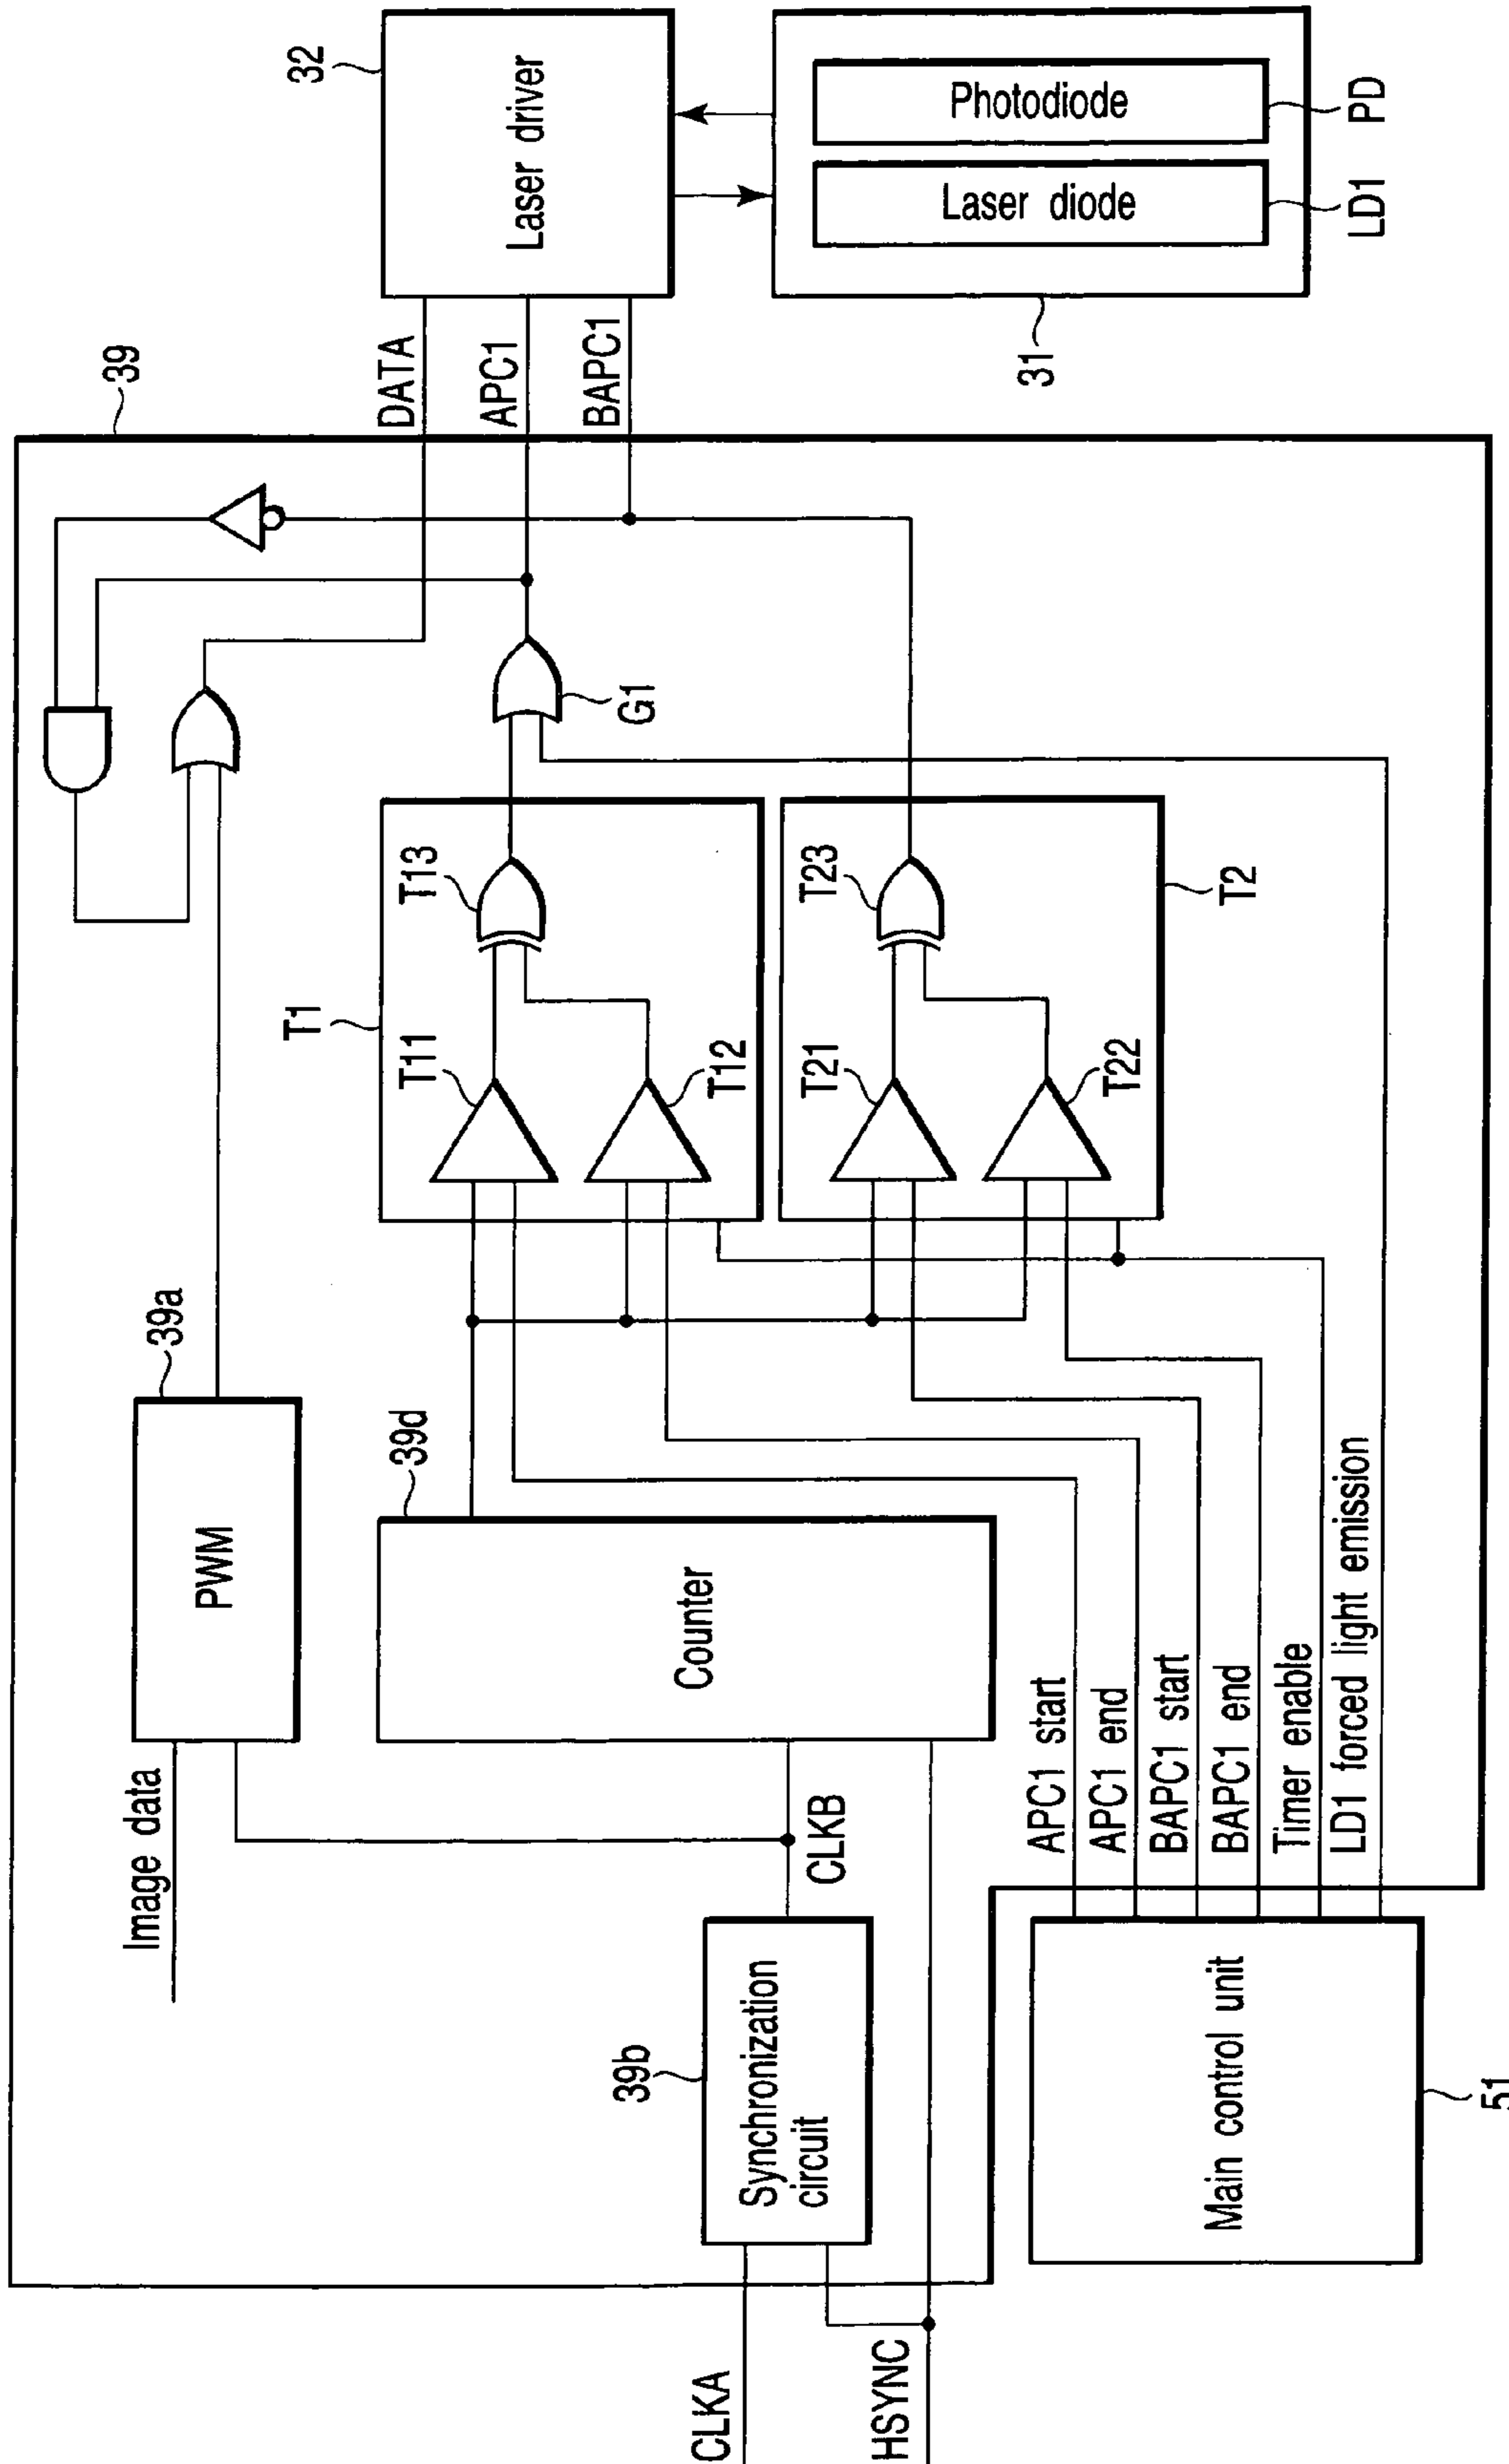 39
32
Laser driver
Photodiode
Laser diode
PD
LD1
31
DATA
APC1
BAPC1
G1
T1
T13
T11
T12
T23
T21
T22
T2
39a
PWM
Image data
39d
Counter
CLKB
39b
Synchronization
circuit
CLKA
HSYNC
APC1 start
APC1 end
BAPC1 start
BAPC1 end
Timer enable
LD1 forced light emission
Main control unit
51